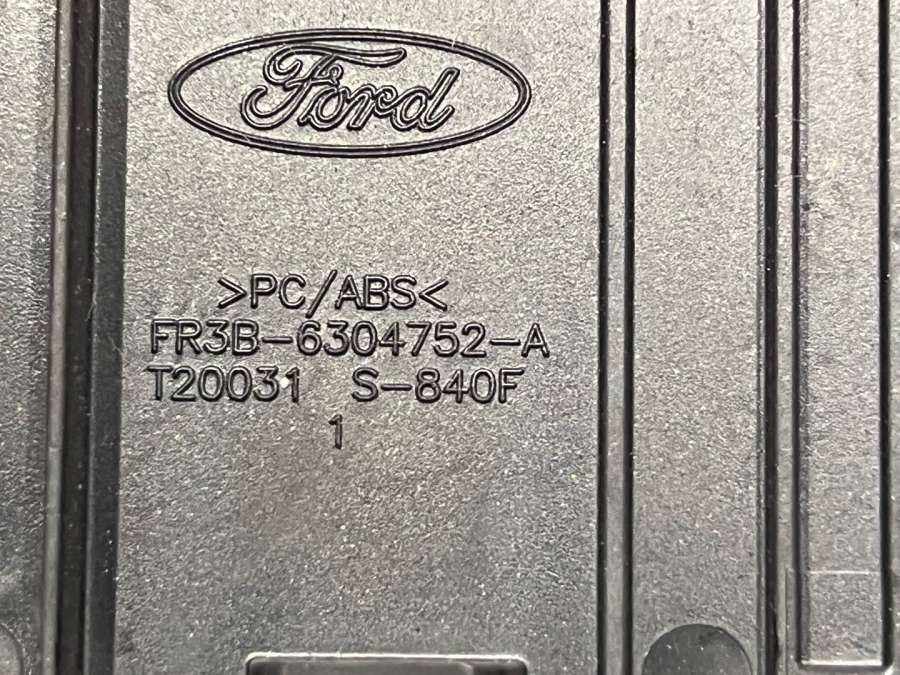 Ford
>PC/ABS<
FR3B-6304752-A
T20031 S-840F
1